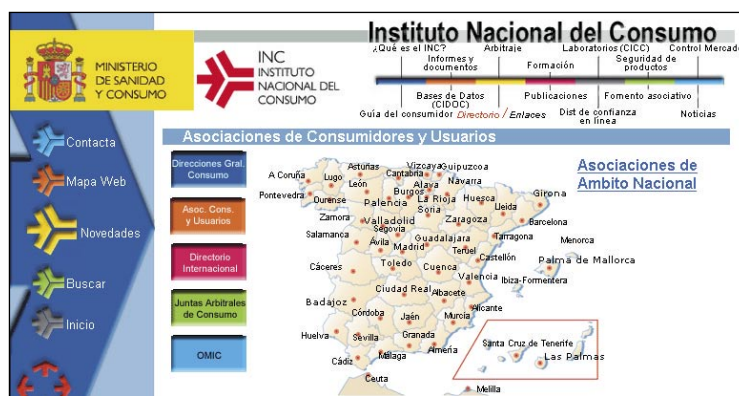 Instituto Nacional del Consumo
MINISTERIO
DE SANIDAD
Y CONSUMO
INC
INSTITUTO
NACIONAL DEL
CONSUMO
¿Qué es el INC?
Arbitraje
Laboratorios (CICC)
Control Mercado
Informes y
documentos
Formación
Seguridad de
productos
Bases de Datos
(CIDOC)
Publicaciones
Fomento asociativo
Guía del consumidor
Directorio / Enlaces
Dist de confianza
en línea
Noticias
Asociaciones de Consumidores y Usuarios
Contacta
Mapa Web
Novedades
Buscar
Inicio
Direcciones Gral.
Consumo
Asoc. Cons.
y Usuarios
Directorio
Internacional
Juntas Arbitrales
de Consumo
OMIC
Asociaciones de
Ambito Nacional
A Coruña
Lugo
Asturias
Cantabria
Vizcaya
Guipuzcoa
Pontevedra
Ourense
León
Palencia
Burgos
Alava
La Rioja
Navarra
Huesca
Lleida
Girona
Zamora
Valladolid
Soria
Zaragoza
Barcelona
Salamanca
Segovia
Ávila
Madrid
Guadalajara
Teruel
Tarragona
Castellón
Menorca
Palma de Mallorca
Cáceres
Toledo
Cuenca
Valencia
Ibiza-Formentera
Badajoz
Ciudad Real
Albacete
Alicante
Córdoba
Jaén
Murcia
Huelva
Sevilla
Granada
Almería
Cádiz
Málaga
Ceuta
Melilla
Santa Cruz de Tenerife
Las Palmas